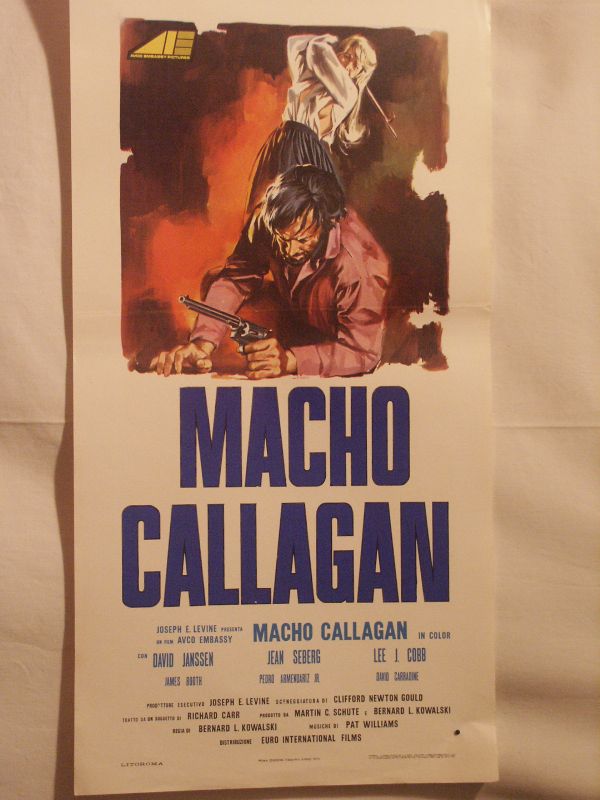 AVCO EMBASSY PICTURES
MACHO
CALLAGAN
JOSEPH E. LEVINE PRESENTA
UN FILM AVCO EMBASSY MACHO CALLAGAN IN COLOR
CON DAVID JANSSEN JEAN SEBERG LEE J. COBB
JAMES BOOTH PEDRO ARMENDARIZ JR. DAVID CARRADINE
PRODUTTORE ESECUTIVO JOSEPH E. LEVINE SCENEGGIATURA DI CLIFFORD NEWTON GOULD
TRATTO DA UN SOGGETTO DI RICHARD CARR PRODOTTO DA MARTIN C. SCHUTE E BERNARD L. KOWALSKI
REGIA DI BERNARD L. KOWALSKI MUSICHE DI PAT WILLIAMS
DISTRIBUZIONE EURO INTERNATIONAL FILMS
LITOROMA